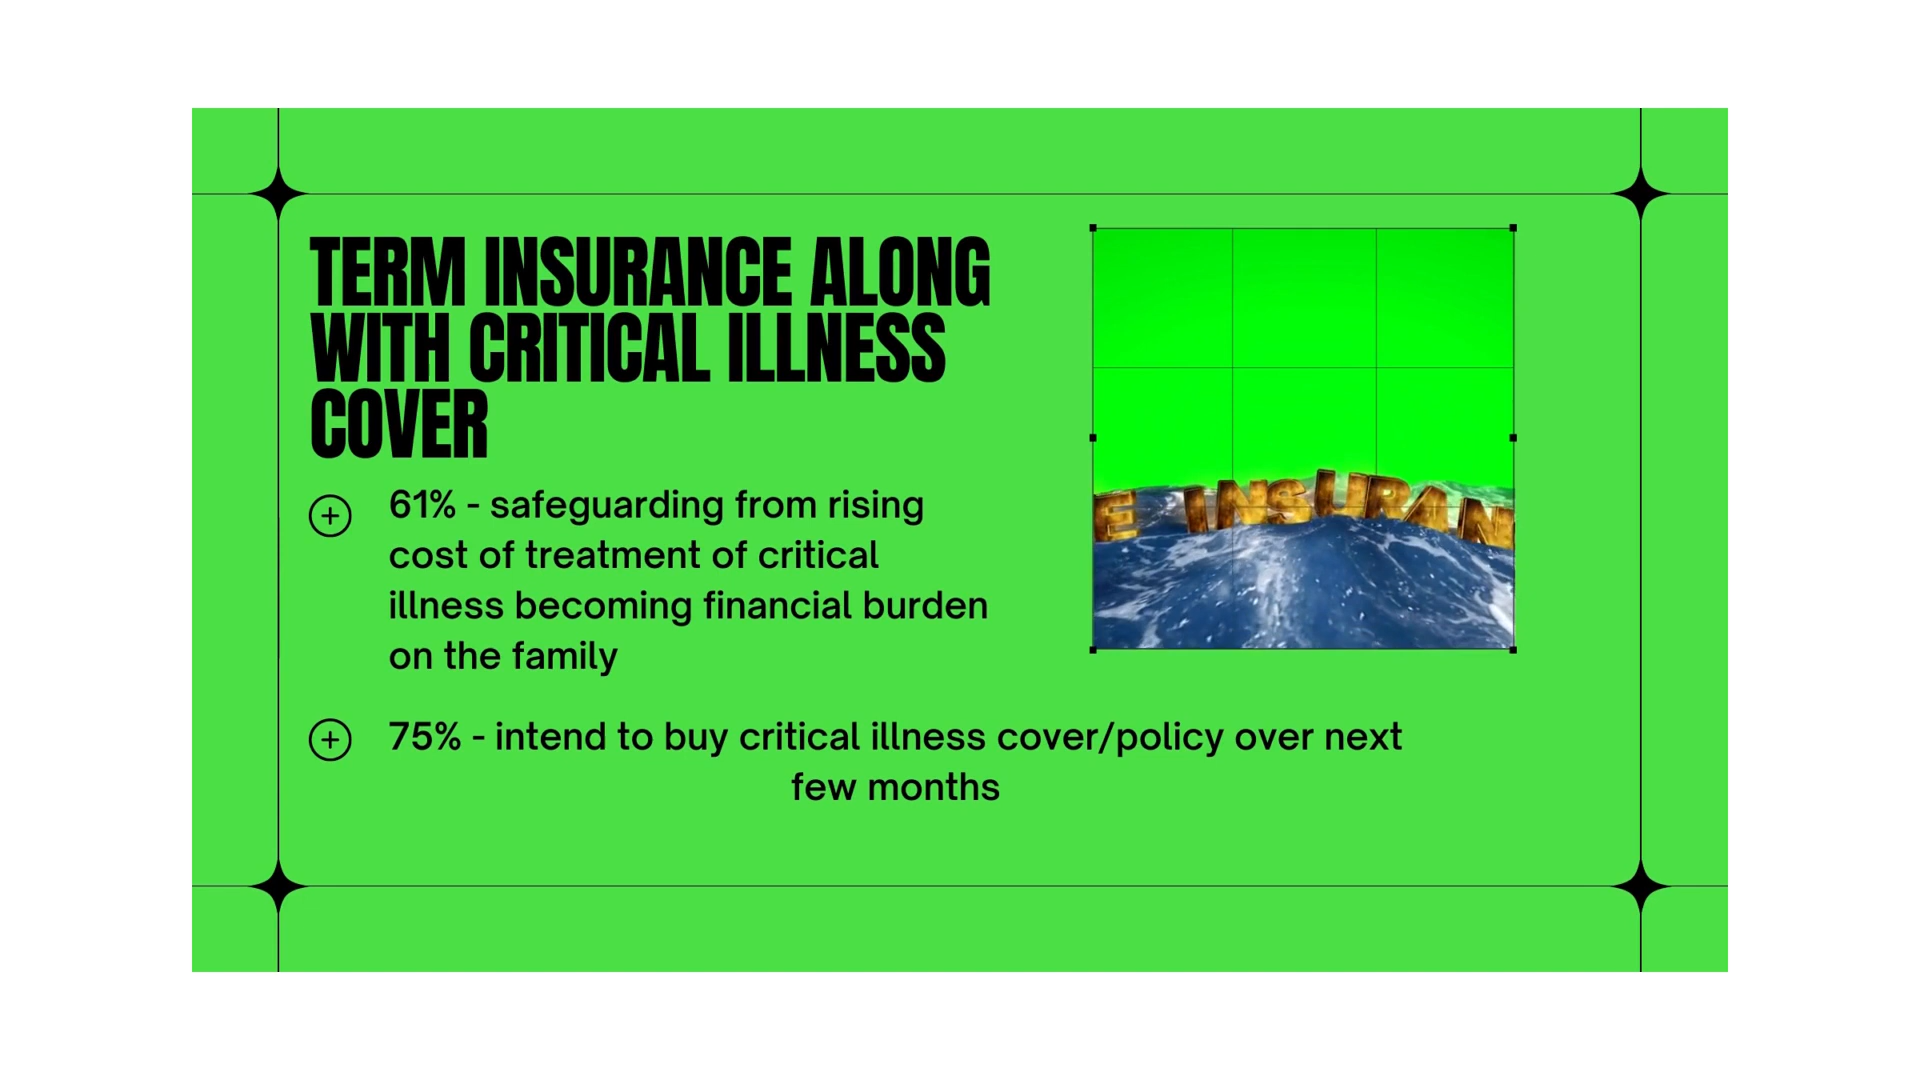 TERM INSURANCE ALONG
WITH CRITICAL ILLNESS
COVER
61% - safeguarding from rising
cost of treatment of critical
illness becoming financial burden
on the family
75% - intend to buy critical illness cover/policy over next
few months
E INSURAN